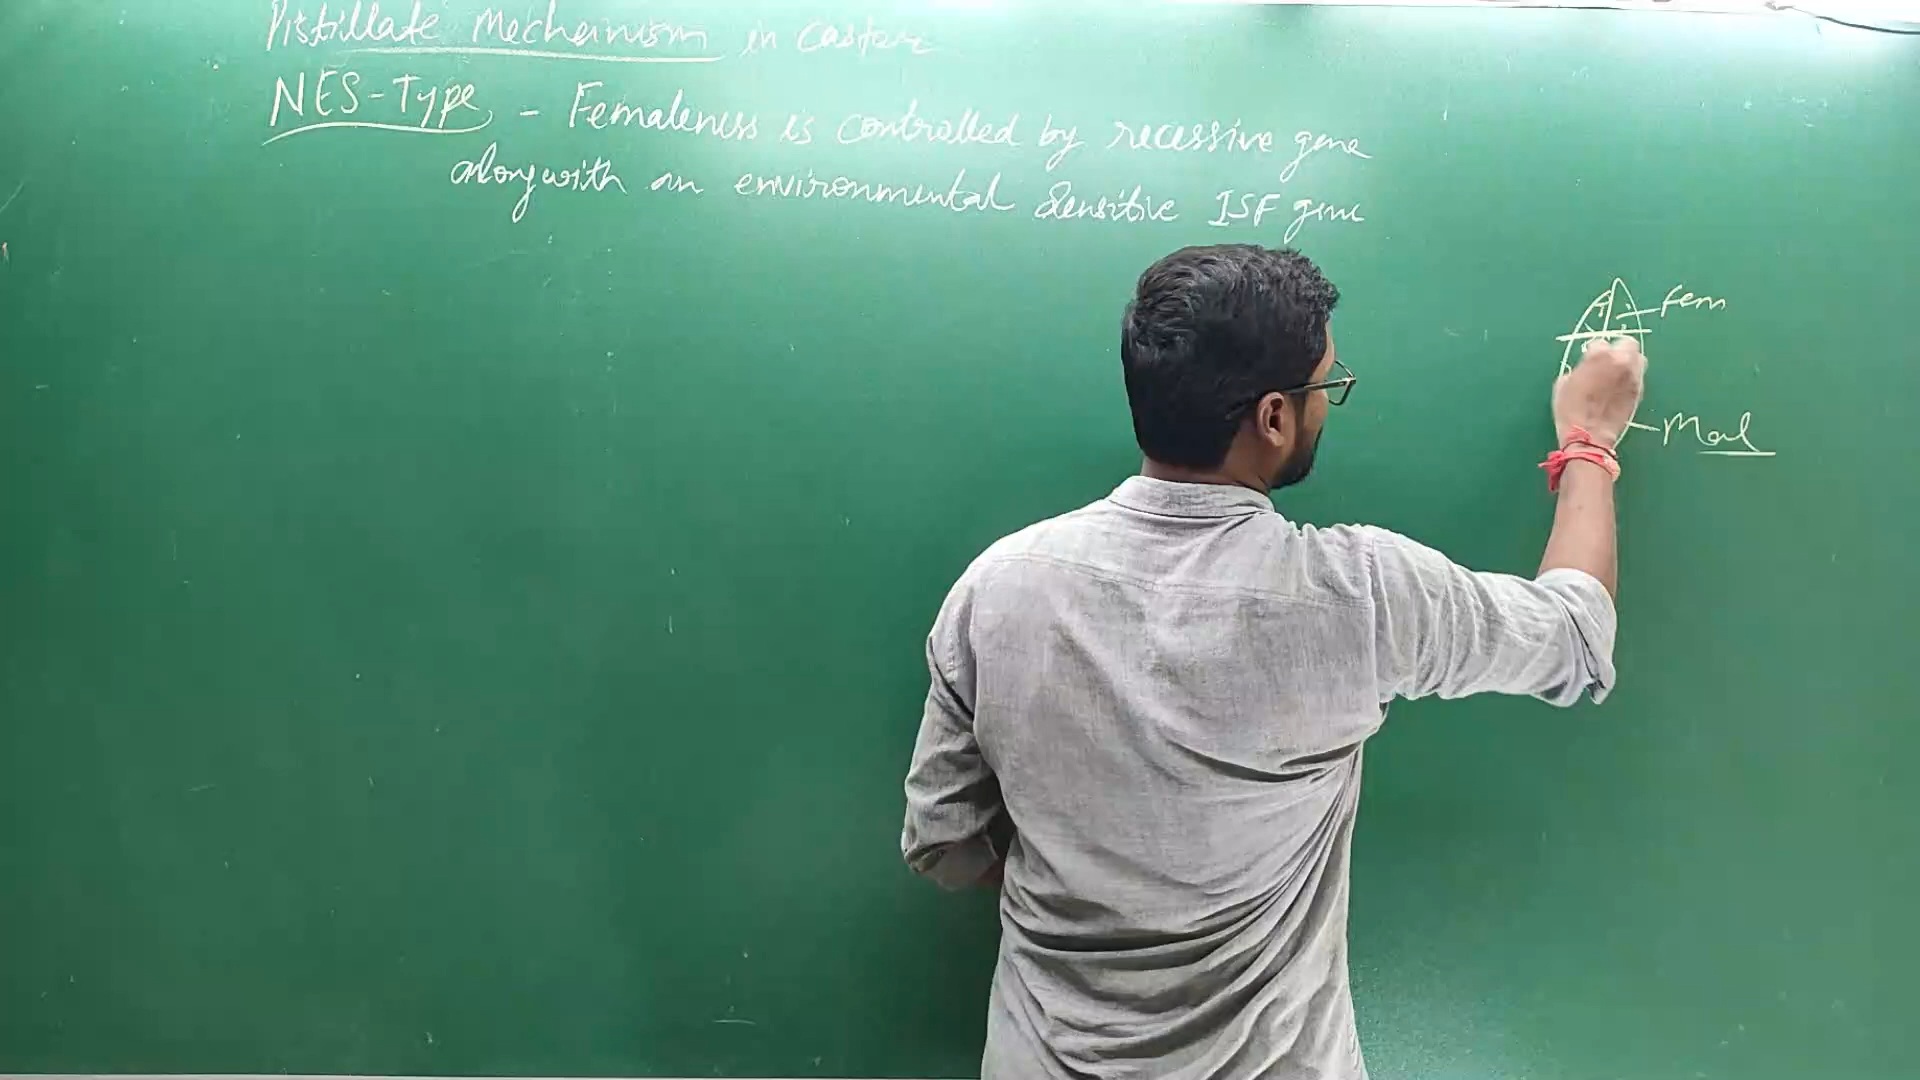 Pistillate Mechanism in castor
NES-Type - Femaleness is controlled by recessive gene
alongwith an environmental sensitive ISF gene
Fem
Mal